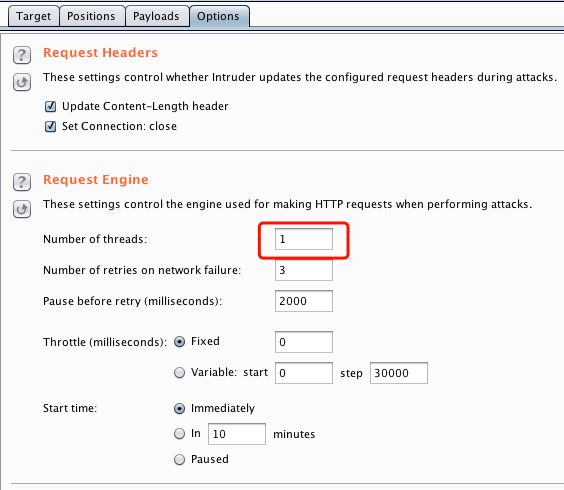 Target Positions Payloads Options
? Request Headers
These settings control whether Intruder updates the configured request headers during attacks.
Update Content-Length header
Set Connection: close
? Request Engine
These settings control the engine used for making HTTP requests when performing attacks.
Number of threads: 1
Number of retries on network failure: 3
Pause before retry (milliseconds): 2000
Throttle (milliseconds): Fixed 0
Variable: start 0 step 30000
Start time: Immediately
In 10 minutes
Paused